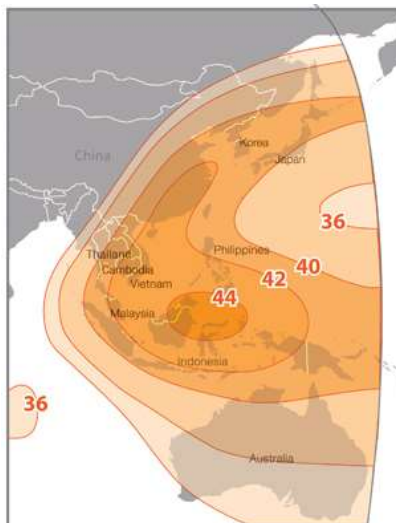 China
Korea
Japan
36
Philippines
Thailand
Cambodia
Vietnam
42
40
44
Malaysia
Indonesia
36
Australia